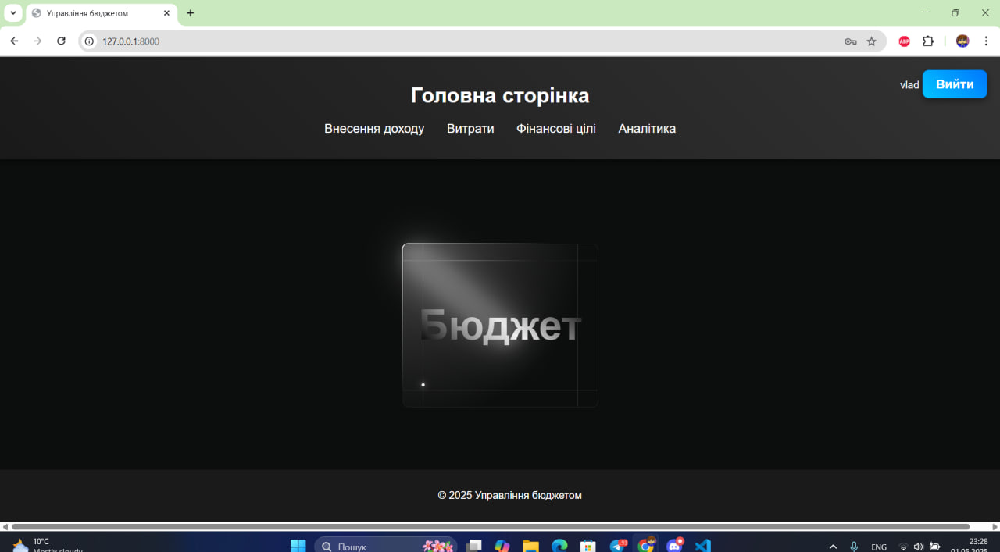 Управління бюджетом
127.0.0.1:8000
ABP
vlad
Вийти
Головна сторінка
Внесення доходу Витрати Фінансові цілі Аналітика
Бюджет
© 2025 Управління бюджетом
10°C
Mostly cloudy
Пошук
93
ENG
23:28
01.05.2025